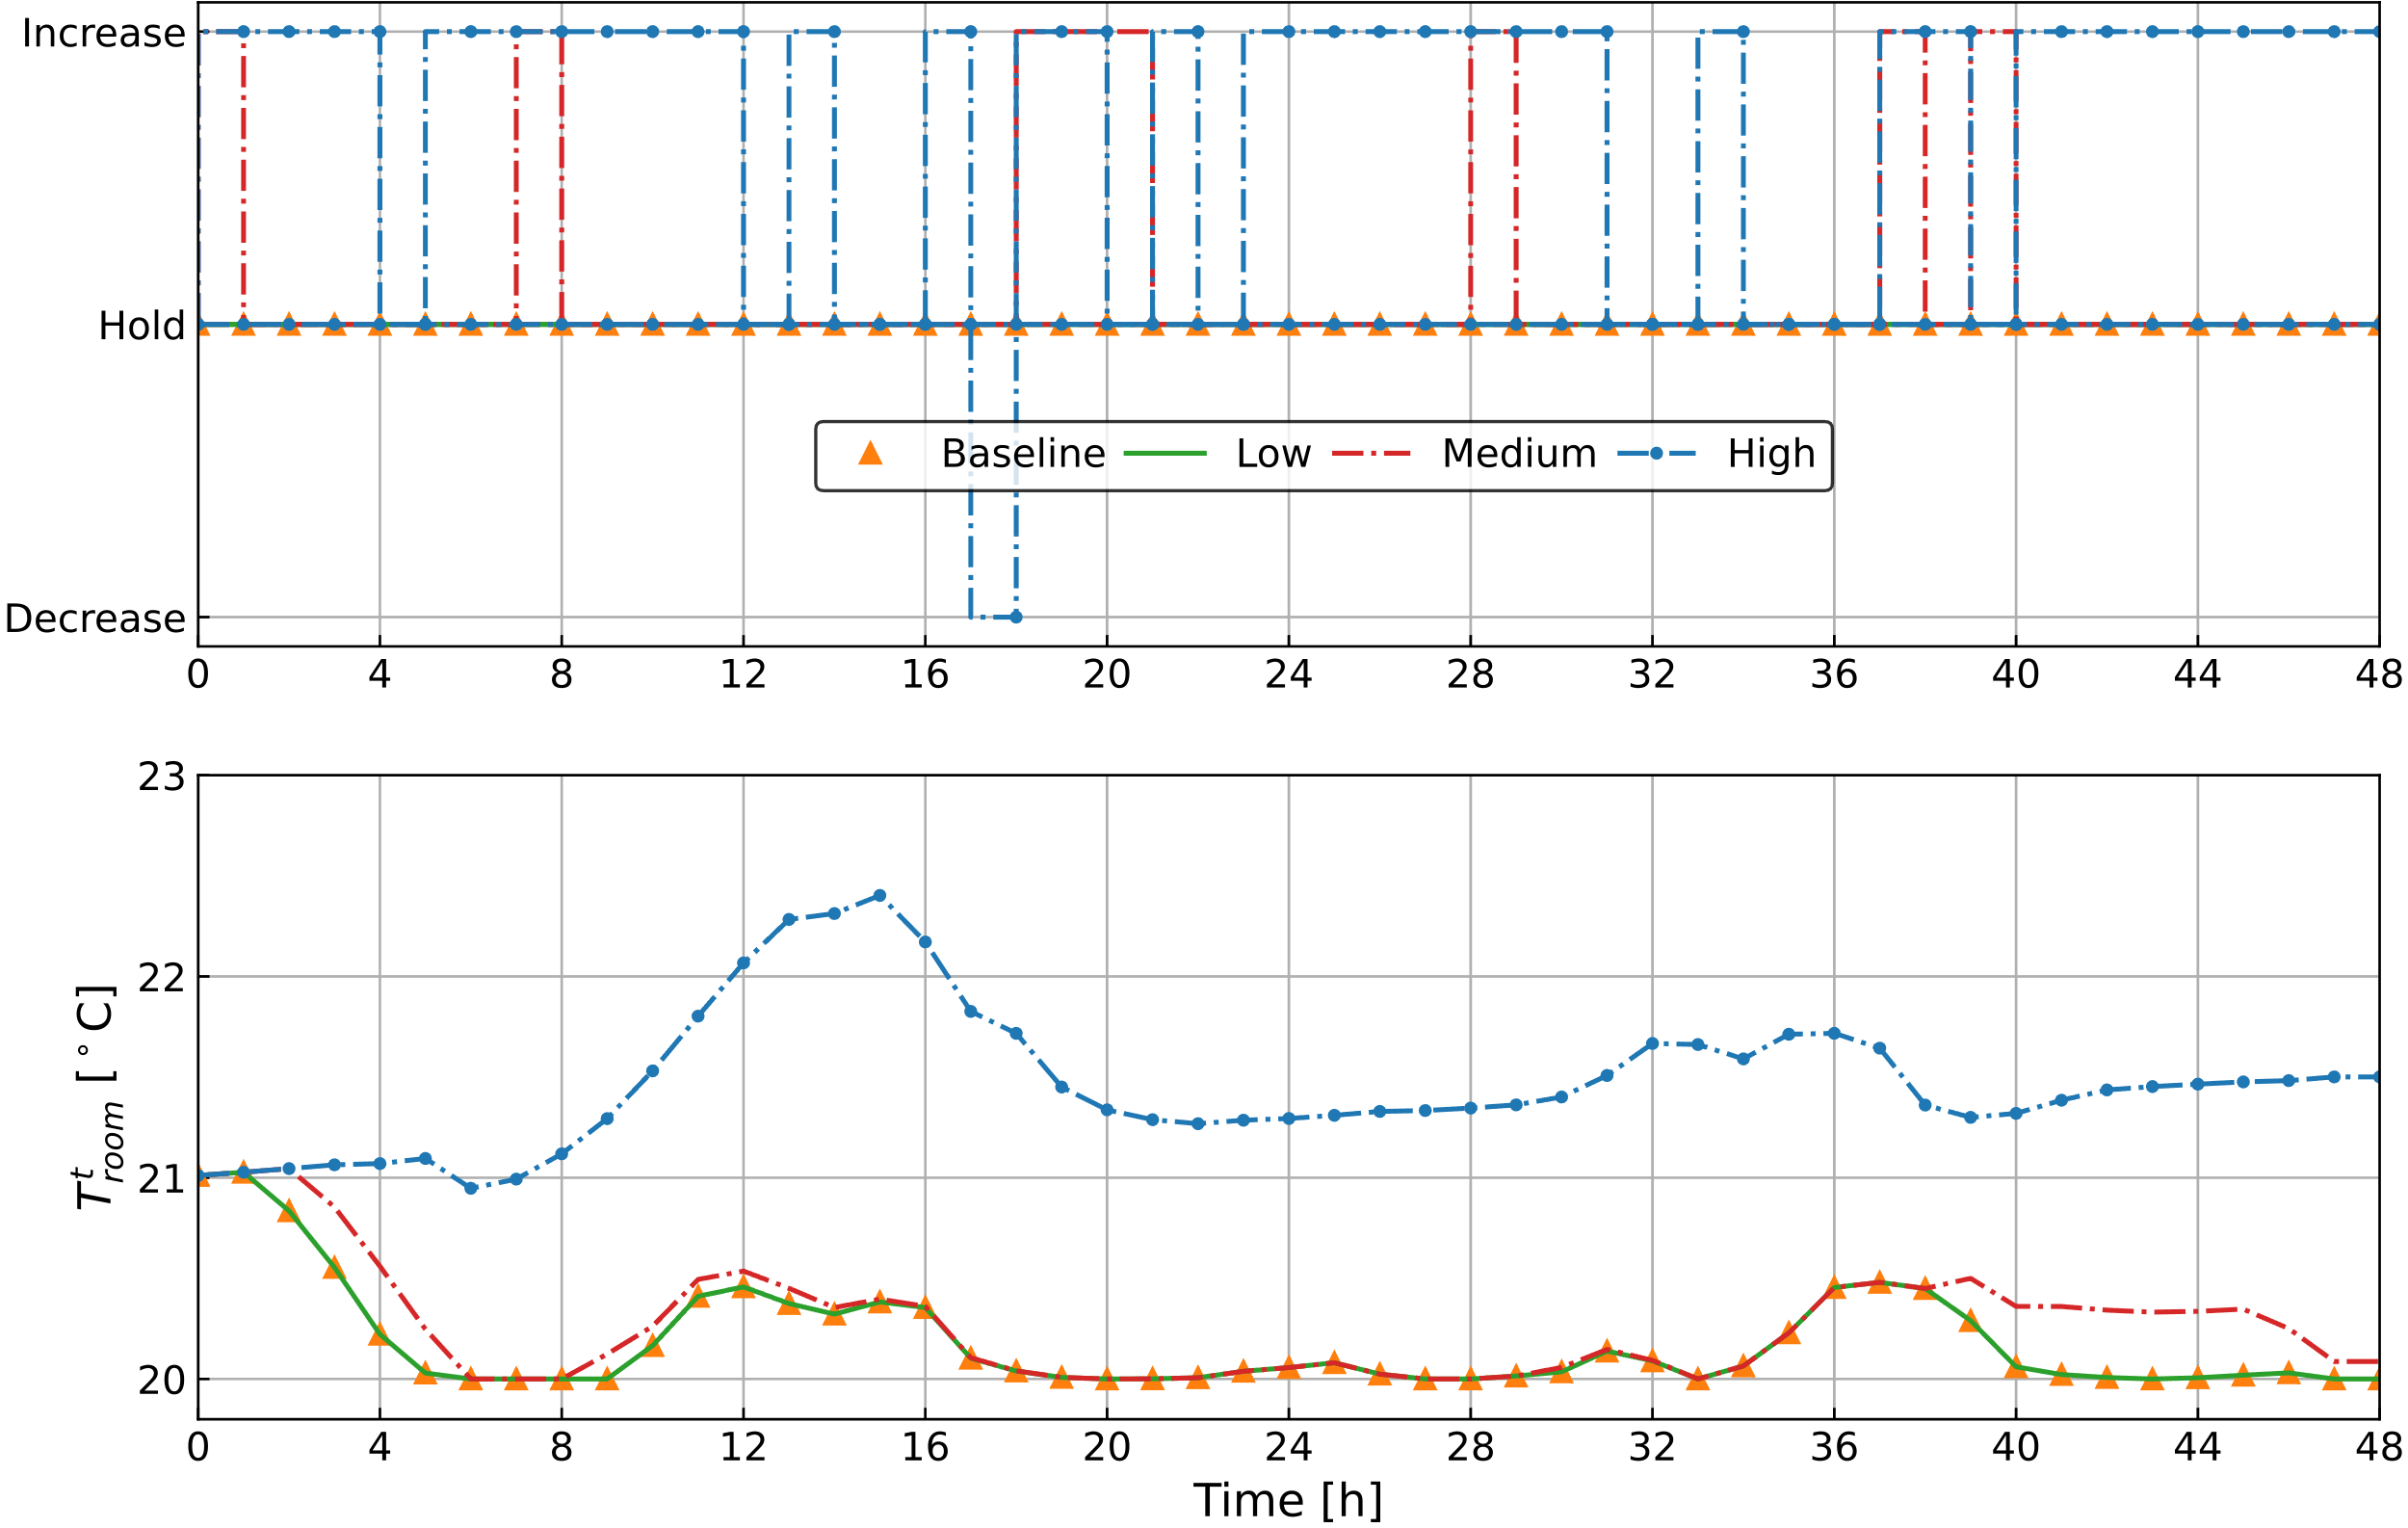 Increase
Hold
Decrease
Baseline Low Medium High
0 4 8 12 16 20 24 28 32 36 40 44 48
23
22
21
20
T^t_room [°C]
0 4 8 12 16 20 24 28 32 36 40 44 48
Time [h]